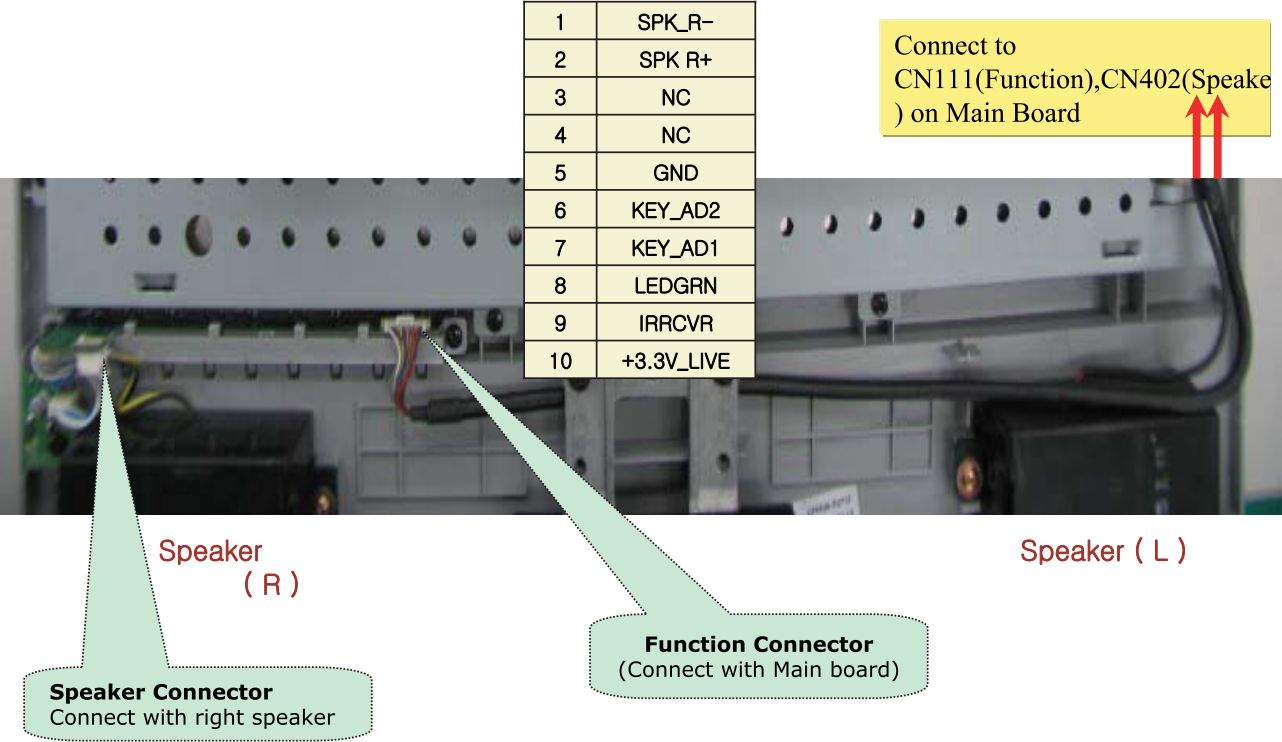 1 SPK_R-
2 SPK R+
3 NC
4 NC
5 GND
6 KEY_AD2
7 KEY_AD1
8 LEDGRN
9 IRRCVR
10 +3.3V_LIVE
Connect to
CN111(Function),CN402(Speake
) on Main Board
Speaker
( R )
Speaker ( L )
Function Connector
(Connect with Main board)
Speaker Connector
Connect with right speaker